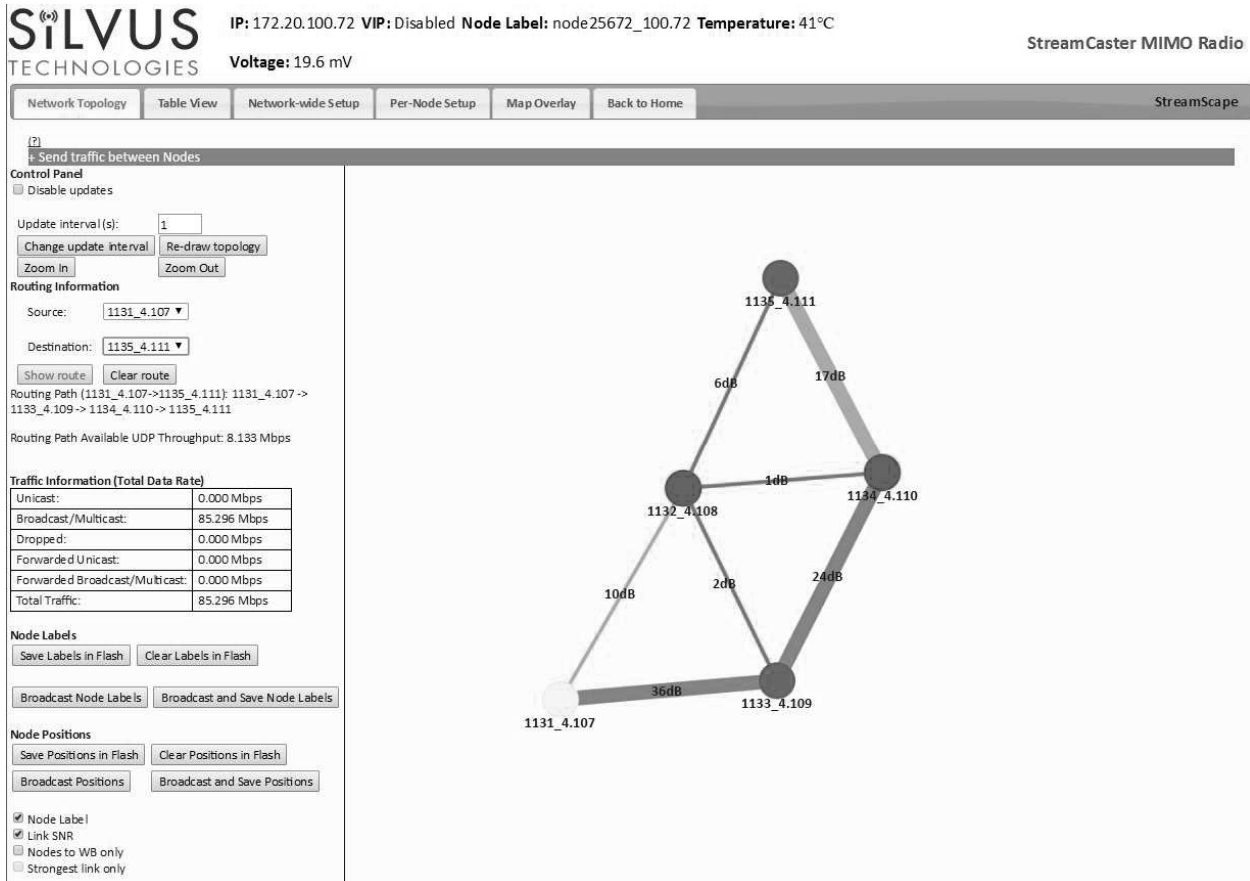 SiLVUS
TECHNOLOGIES
IP: 172.20.100.72 VIP: Disabled Node Label: node25672_100.72 Temperature: 41°C
Voltage: 19.6 mV
StreamCaster MIMO Radio
Network Topology Table View Network-wide Setup Per-Node Setup Map Overlay Back to Home StreamScape
(?)
+ Send traffic between Nodes
Control Panel
Disable updates
Update interval (s): 1
Change update interval Re-draw topology
Zoom In Zoom Out
Routing Information
Source: 1131_4.107
Destination: 1135_4.111
Show route Clear route
Routing Path (1131_4.107->1135_4.111): 1131_4.107 ->
1133_4.109 -> 1134_4.110 -> 1135_4.111
Routing Path Available UDP Throughput: 8.133 Mbps
Traffic Information (Total Data Rate)
Unicast: 0.000 Mbps
Broadcast/Multicast: 85.296 Mbps
Dropped: 0.000 Mbps
Forwarded Unicast: 0.000 Mbps
Forwarded Broadcast/Multicast: 0.000 Mbps
Total Traffic: 85.296 Mbps
Node Labels
Save Labels in Flash Clear Labels in Flash
Broadcast Node Labels Broadcast and Save Node Labels
Node Positions
Save Positions in Flash Clear Positions in Flash
Broadcast Positions Broadcast and Save Positions
Node Label
Link SNR
Nodes to WB only
Strongest link only
1135_4.111
6dB
17dB
1dB
1134_4.110
1132_4.108
2dB
24dB
10dB
36dB
1133_4.109
1131_4.107